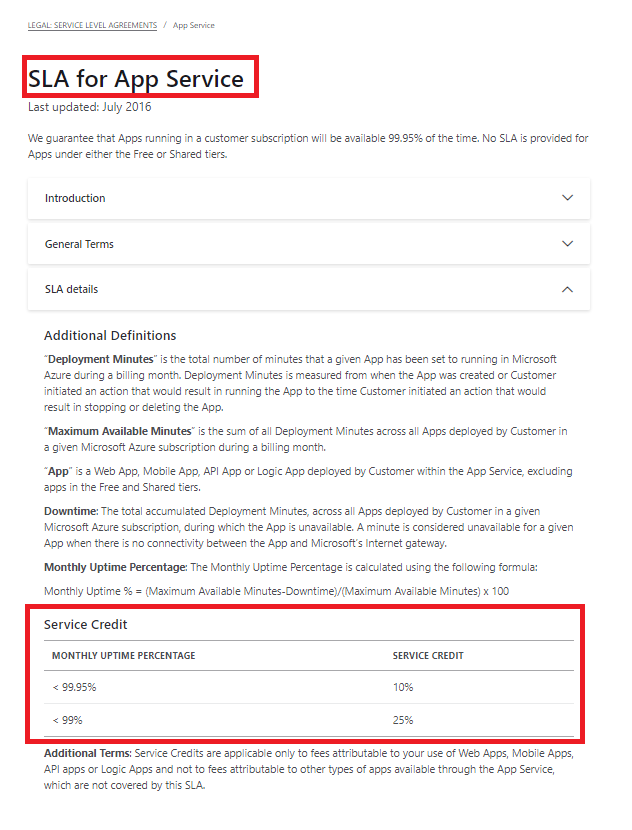 LEGAL: SERVICE LEVEL AGREEMENTS / App Service
SLA for App Service
Last updated: July 2016
We guarantee that Apps running in a customer subscription will be available 99.95% of the time. No SLA is provided for
Apps under either the Free or Shared tiers.
Introduction
General Terms
SLA details
Additional Definitions
“Deployment Minutes” is the total number of minutes that a given App has been set to running in Microsoft
Azure during a billing month. Deployment Minutes is measured from when the App was created or Customer
initiated an action that would result in running the App to the time Customer initiated an action that would
result in stopping or deleting the App.
“Maximum Available Minutes” is the sum of all Deployment Minutes across all Apps deployed by Customer in
a given Microsoft Azure subscription during a billing month.
“App” is a Web App, Mobile App, API App or Logic App deployed by Customer within the App Service, excluding
apps in the Free and Shared tiers.
Downtime: The total accumulated Deployment Minutes, across all Apps deployed by Customer in a given
Microsoft Azure subscription, during which the App is unavailable. A minute is considered unavailable for a given
App when there is no connectivity between the App and Microsoft’s Internet gateway.
Monthly Uptime Percentage: The Monthly Uptime Percentage is calculated using the following formula:
Monthly Uptime % = (Maximum Available Minutes-Downtime)/(Maximum Available Minutes) x 100
Service Credit
MONTHLY UPTIME PERCENTAGE SERVICE CREDIT
< 99.95% 10%
< 99% 25%
Additional Terms: Service Credits are applicable only to fees attributable to your use of Web Apps, Mobile Apps,
API apps or Logic Apps and not to fees attributable to other types of apps available through the App Service,
which are not covered by this SLA.